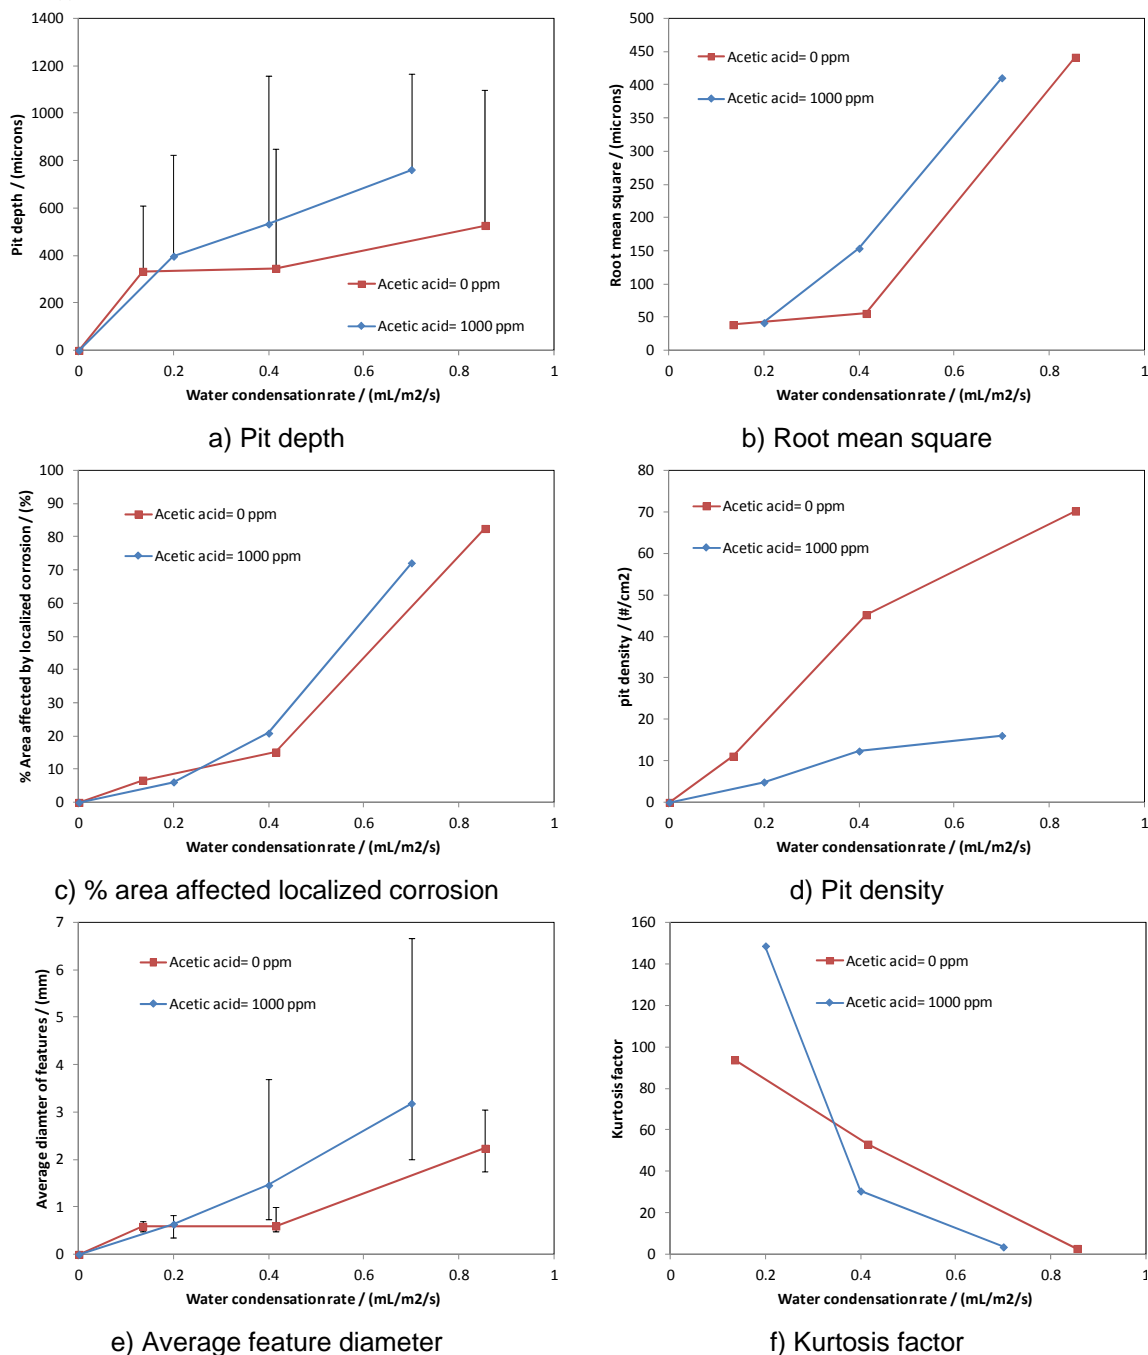 1400
1200
1000
800
600
400
200
0
0 0.2 0.4 0.6 0.8 1
Pit depth / (microns)
Water condensation rate / (mL/m2/s)
Acetic acid= 0 ppm
Acetic acid= 1000 ppm
a) Pit depth
500
450
400
350
300
250
200
150
100
50
0
0 0.2 0.4 0.6 0.8 1
Root mean square / (microns)
Water condensation rate / (mL/m2/s)
Acetic acid= 0 ppm
Acetic acid= 1000 ppm
b) Root mean square
100
90
80
70
60
50
40
30
20
10
0
0 0.2 0.4 0.6 0.8 1
% Area affected by localized corrosion / (%)
Water condensation rate / (mL/m2/s)
Acetic acid= 0 ppm
Acetic acid= 1000 ppm
c) % area affected localized corrosion
80
70
60
50
40
30
20
10
0
0 0.2 0.4 0.6 0.8 1
pit density / (#/cm2)
Water condensation rate / (mL/m2/s)
Acetic acid= 0 ppm
Acetic acid= 1000 ppm
d) Pit density
7
6
5
4
3
2
1
0
0 0.2 0.4 0.6 0.8 1
Average diamter of features / (mm)
Water condensation rate / (mL/m2/s)
Acetic acid= 0 ppm
Acetic acid= 1000 ppm
e) Average feature diameter
160
140
120
100
80
60
40
20
0
0 0.2 0.4 0.6 0.8 1
Kurtosis factor
Water condensation rate / (mL/m2/s)
Acetic acid= 0 ppm
Acetic acid= 1000 ppm
f) Kurtosis factor